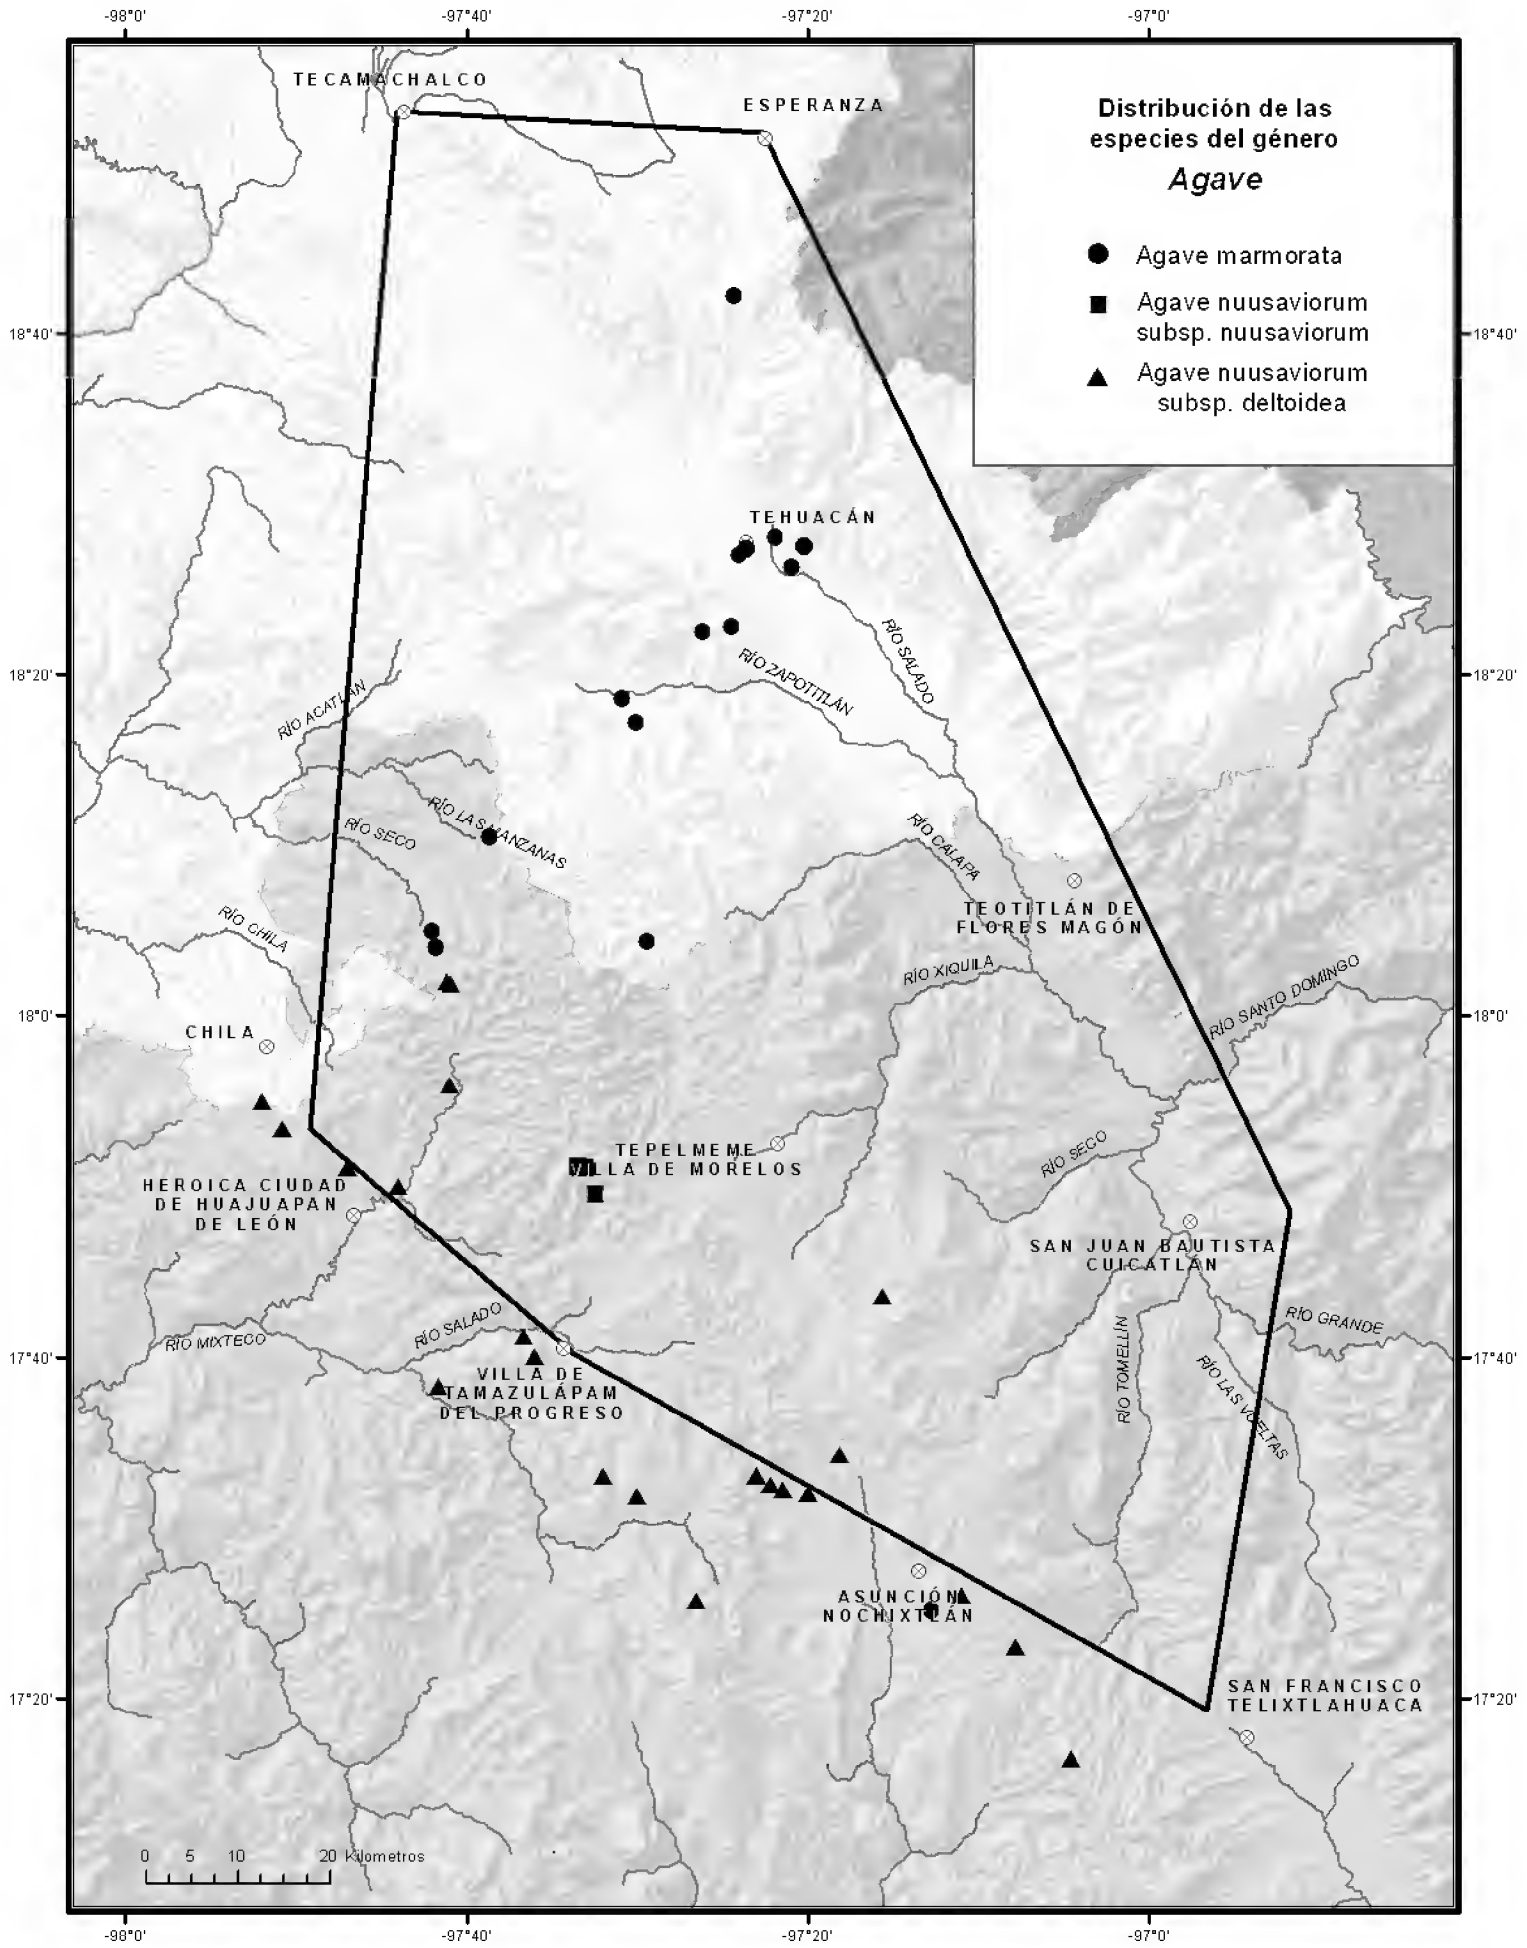 -98°0'
-97°40'
-97°20'
-97°0'
TECAMACHALCO
ESPERANZA
Distribución de las
especies del género
Agave
Agave marmorata
Agave nuusaviorum
subsp. nuusaviorum
Agave nuusaviorum
subsp. deltoidea
18°40'
18°40'
TEHUACÁN
RÍO SALADO
RÍO ZAPOTITLÁN
18°20'
18°20'
RÍO ACATLÁN
RÍO LAS MANZANAS
RÍO SECO
RÍO CALAPA
TEOTITLÁN DE
FLORES MAGÓN
RÍO CHILA
RÍO XIQUILA
RÍO SANTO DOMINGO
18°0'
18°0'
CHILA
TEPELMEME
VILLA DE MORELOS
RÍO SECO
HEROICA CIUDAD
DE HUAJUAPAN
DE LEÓN
SAN JUAN BAUTISTA
CUICATLÁN
RÍO GRANDE
RÍO SALADO
RÍO MIXTECO
17°40'
17°40'
VILLA DE
TAMAZULÁPAM
DEL PROGRESO
RÍO TOMELLÍN
RÍO LAS VUELTAS
ASUNCIÓN
NOCHIXTLÁN
SAN FRANCISCO
TELIXTLAHUACA
17°20'
17°20'
0 5 10 20 Kilometros
-98°0'
-97°40'
-97°20'
-97°0'